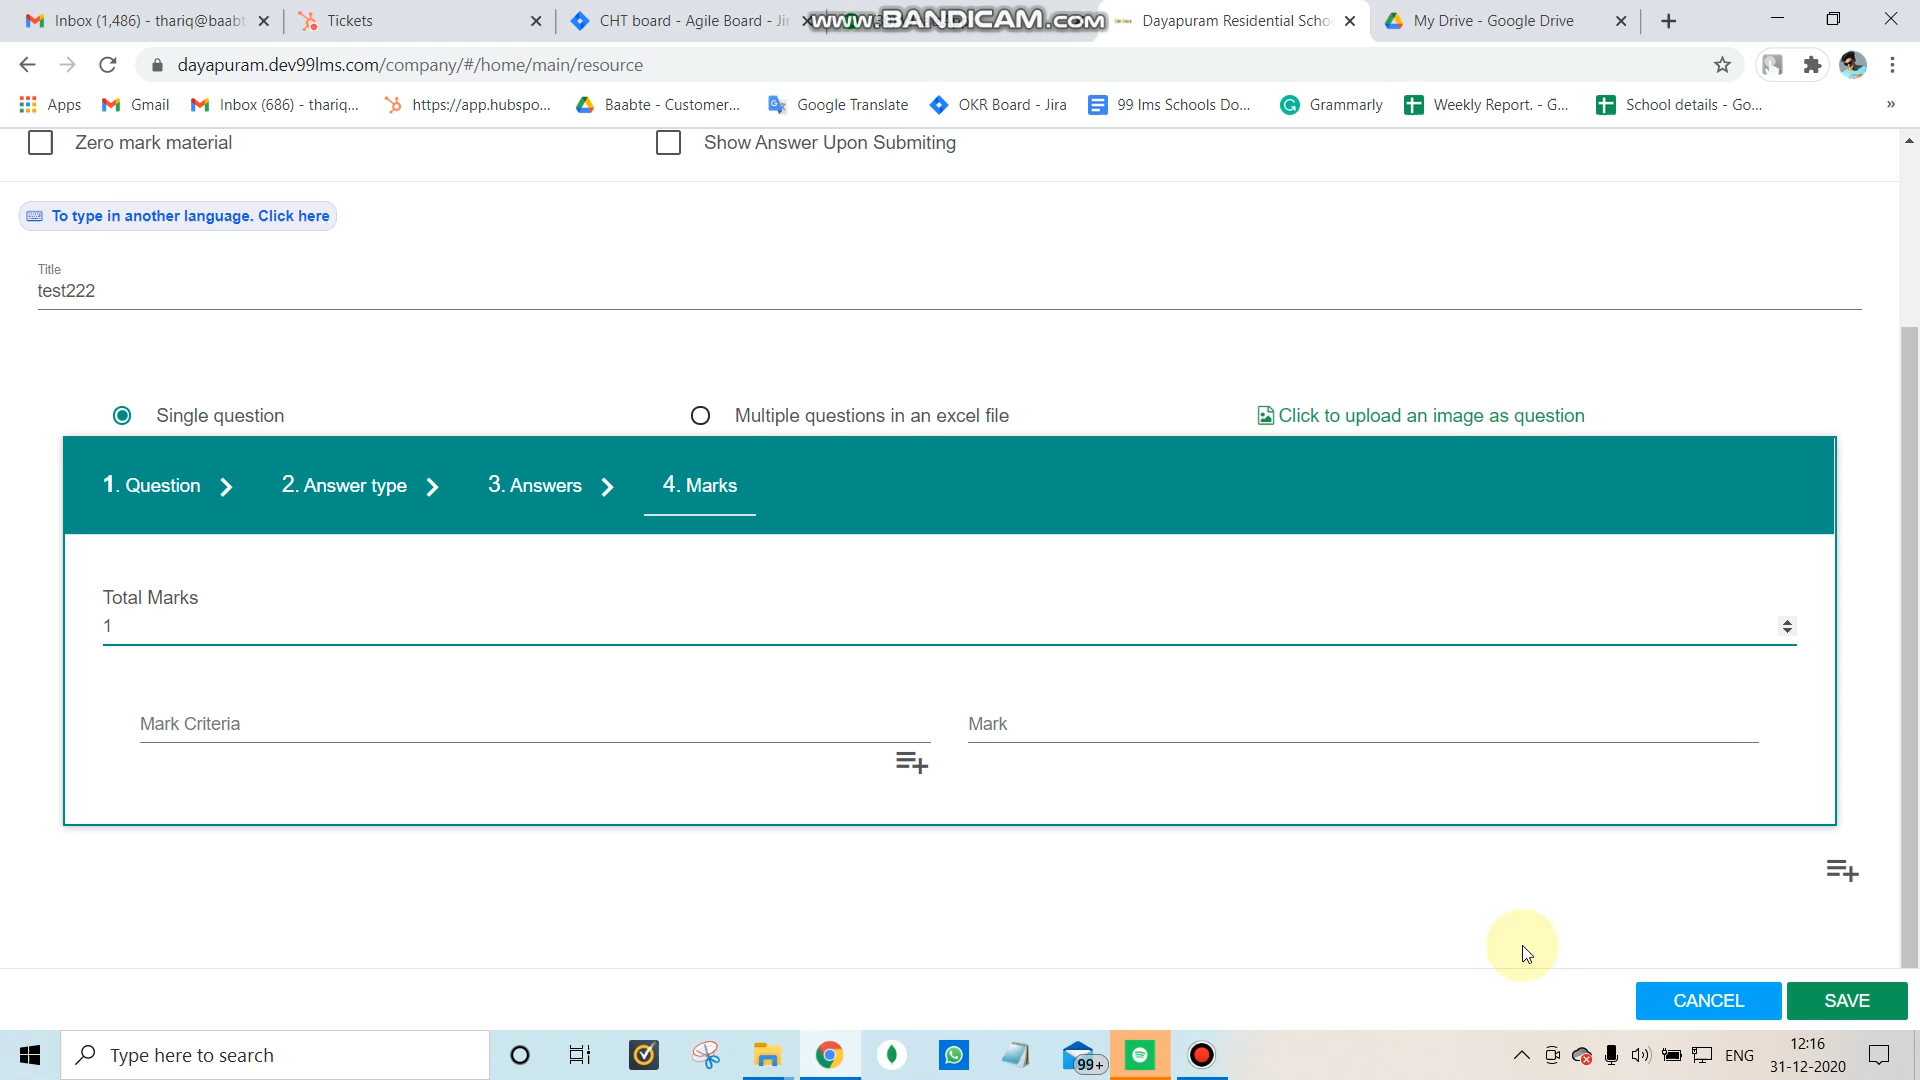 Inbox (1,486) - thariq@baabt
Tickets
CHT board - Agile Board - Ji
www.BANDICAM.com
Dayapuram Residential Scho
My Drive - Google Drive
dayapuram.dev99lms.com/company/#/home/main/resource
Apps
Gmail
Inbox (686) - thariq...
https://app.hubspo...
Baabte - Customer...
Google Translate
OKR Board - Jira
99 lms Schools Do...
Grammarly
Weekly Report. - G...
School details - Go...
»
Zero mark material
Show Answer Upon Submiting
To type in another language. Click here
Title
test222
Single question
Multiple questions in an excel file
Click to upload an image as question
1. Question
2. Answer type
3. Answers
4. Marks
Total Marks
1
Mark Criteria
Mark
CANCEL
SAVE
Type here to search
99+
ENG
12:16
31-12-2020